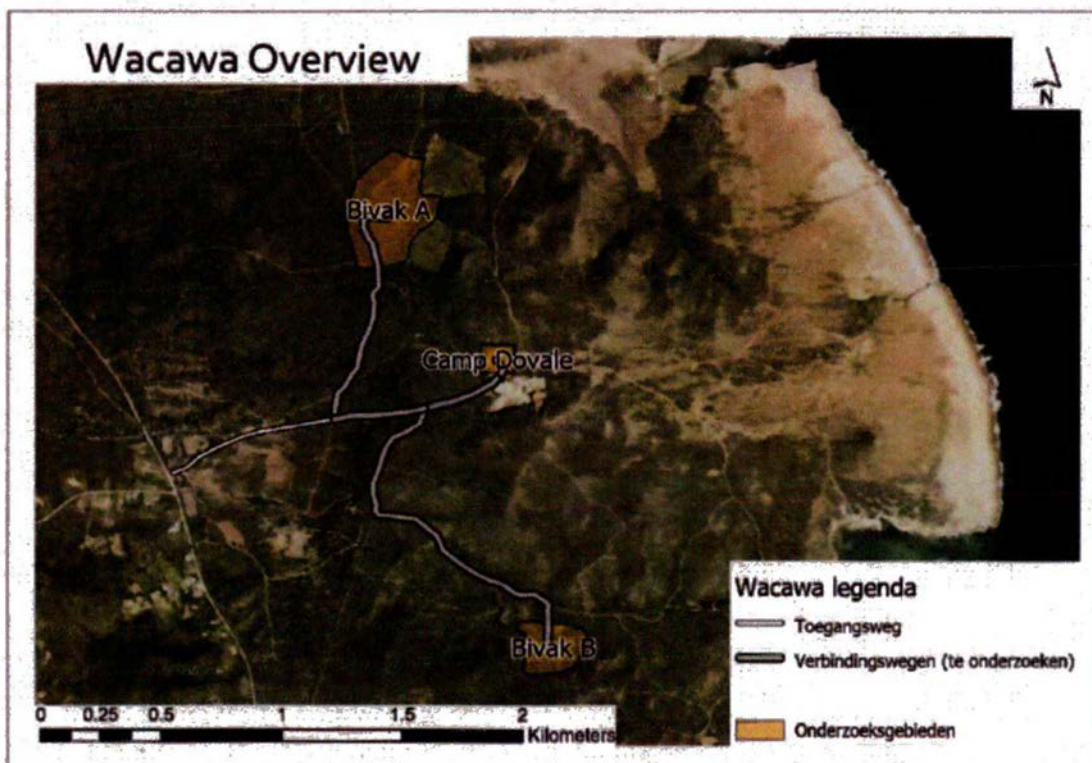 Wacawa Overview
N
Bivak A
Camp Dovale
Bivak B
Wacawa legenda
Toegangsweg
Verbindingswegen (te onderzoeken)
Onderzoeksgebieden
0 0.25 0.5 1 1.5 2
Kilometers